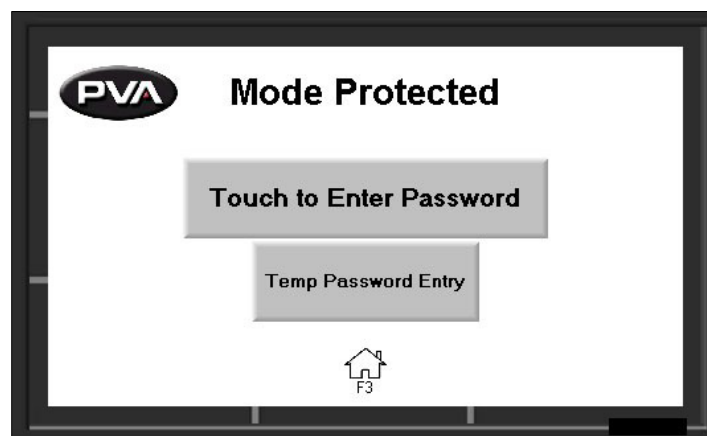 PVA
Mode Protected
Touch to Enter Password
Temp Password Entry
F3